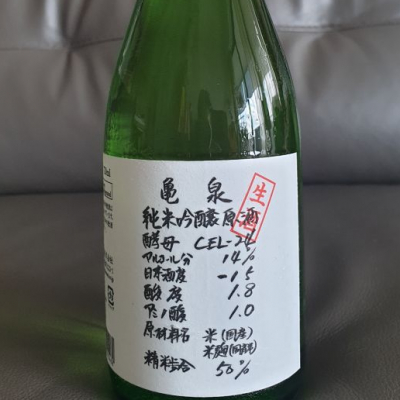 亀泉
生酒
純米吟醸原酒
酵母 CEL-24
アルコール分 14%
日本酒度 -15
酸度 1.8
アミノ酸 1.0
原材料名 米(国産)
米麹(国産米)
精米歩合 50%